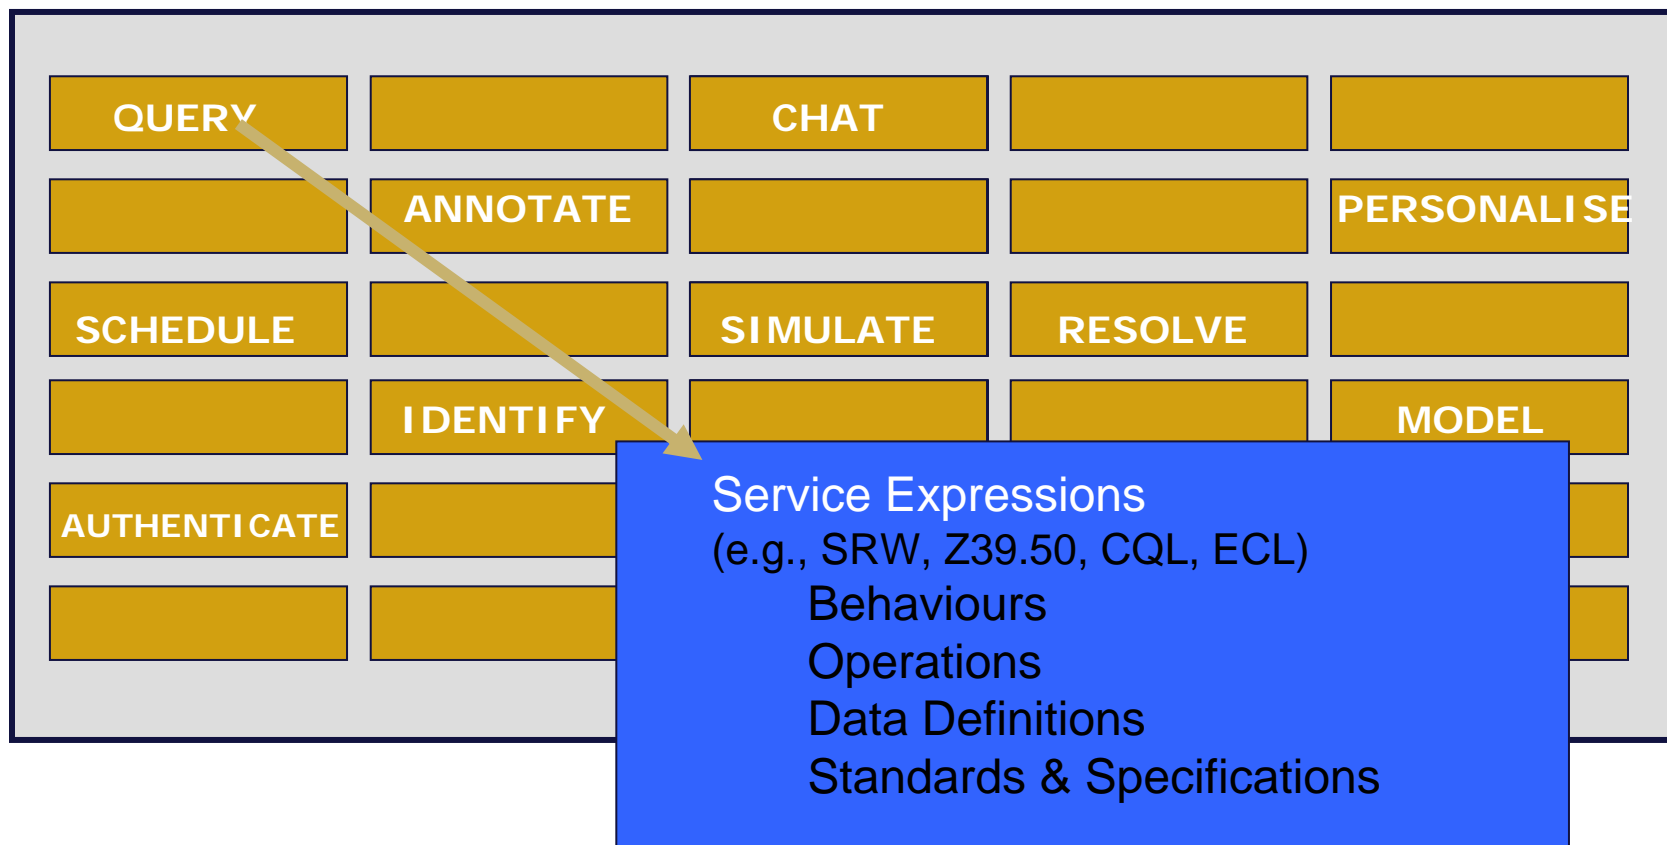 QUERY
CHAT
ANNOTATE
PERSONALISE
SCHEDULE
SIMULATE
RESOLVE
IDENTIFY
MODEL
AUTHENTICATE
Service Expressions
(e.g., SRW, Z39.50, CQL, ECL)
Behaviours
Operations
Data Definitions
Standards & Specifications